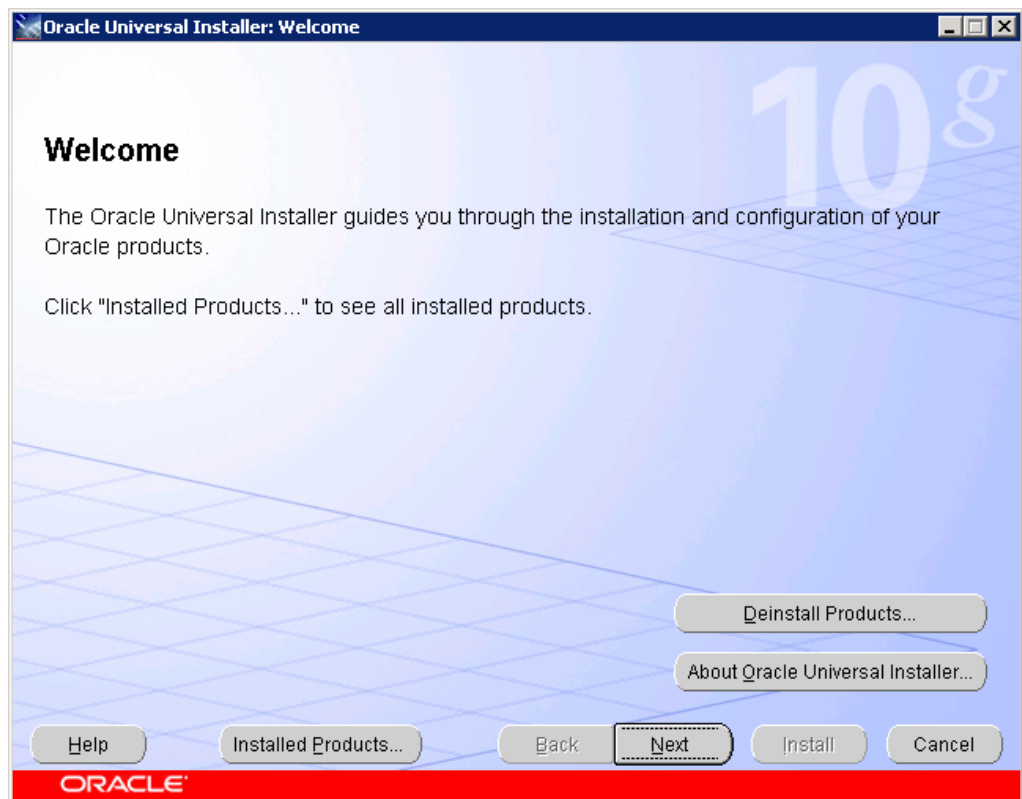 Oracle Universal Installer: Welcome
10g
Welcome
The Oracle Universal Installer guides you through the installation and configuration of your
Oracle products.
Click "Installed Products..." to see all installed products.
Deinstall Products...
About Oracle Universal Installer...
Help
Installed Products...
Back
Next
Install
Cancel
ORACLE